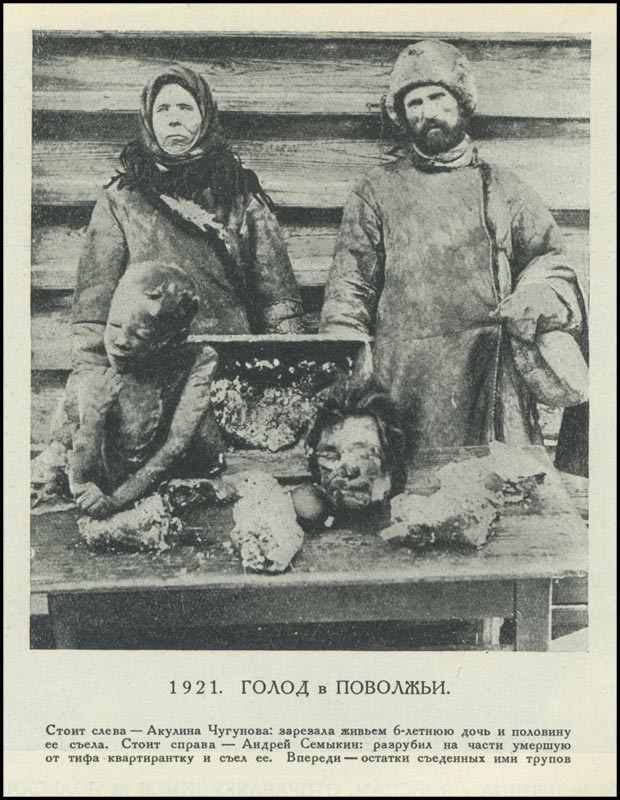 1921. ГОЛОД в ПОВОЛЖЬИ.
Стоит слева — Акулина Чугунова: зарезала живьем 6-летнюю дочь и половину
ее съела. Стоит справа — Андрей Семыкин: разрубил на части умершую
от тифа квартирантку и съел ее. Впереди — остатки съеденных ими трупов